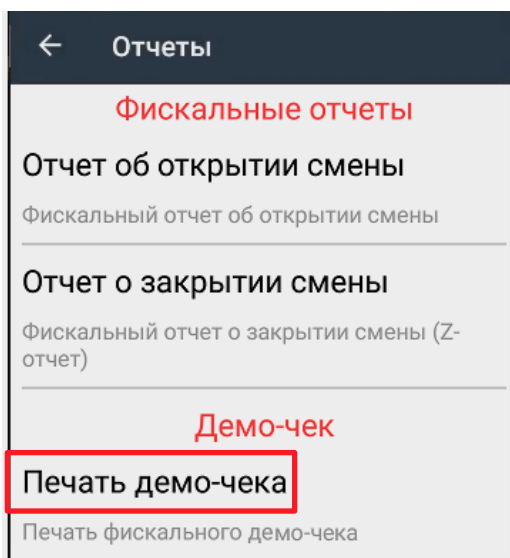 Отчеты
Фискальные отчеты
Отчет об открытии смены
Фискальный отчет об открытии смены
Отчет о закрытии смены
Фискальный отчет о закрытии смены (Z-
отчет)
Демо-чек
Печать демо-чека
Печать фискального демо-чека